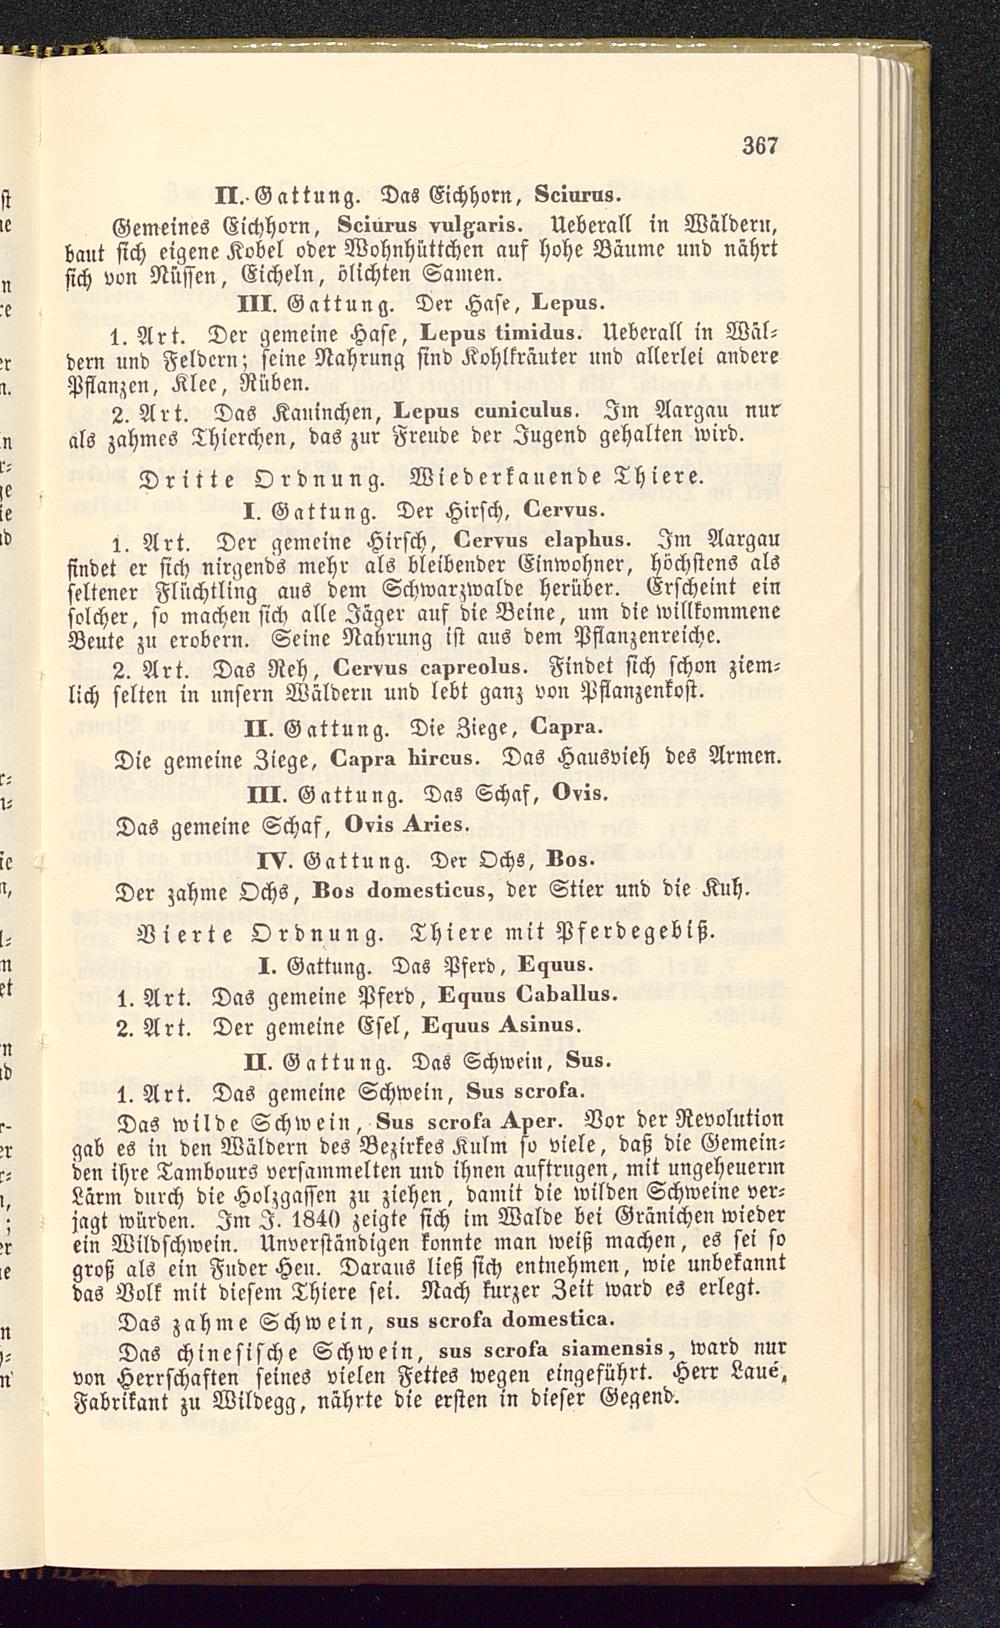 367
II. Gattung. Das Eichhorn, Sciurus.
Gemeines Eichhorn, Sciurus vulgaris. Ueberall in Wäldern,
baut sich eigene Kobel oder Wohnhüttchen auf hohe Bäume und nährt
sich von Nüssen, Eicheln, ölichten Samen.
III. Gattung. Der Hase, Lepus.
1. Art. Der gemeine Hase, Lepus timidus. Ueberall in Wäl-
dern und Feldern; seine Nahrung sind Kohlkräuter und allerlei andere
Pflanzen, Klee, Rüben.
2. Art. Das Kaninchen, Lepus cuniculus. Im Aargau nur
als zahmes Thierchen, das zur Freude der Jugend gehalten wird.
Dritte Ordnung. Wiederkauende Thiere.
I. Gattung. Der Hirsch, Cervus.
1. Art. Der gemeine Hirsch, Cervus elaphus. Im Aargau
findet er sich nirgends mehr als bleibender Einwohner, höchstens als
seltener Flüchtling aus dem Schwarzwalde herüber. Erscheint ein
solcher, so machen sich alle Jäger auf die Beine, um die willkommene
Beute zu erobern. Seine Nahrung ist aus dem Pflanzenreiche.
2. Art. Das Reh, Cervus capreolus. Findet sich schon ziem-
lich selten in unsern Wäldern und lebt ganz von Pflanzenkost.
II. Gattung. Die Ziege, Capra.
Die gemeine Ziege, Capra hircus. Das Hausvieh des Armen.
III. Gattung. Das Schaf, Ovis.
Das gemeine Schaf, Ovis Aries.
IV. Gattung. Der Ochs, Bos.
Der zahme Ochs, Bos domesticus, der Stier und die Kuh.
Vierte Ordnung. Thiere mit Pferdegebiß.
I. Gattung. Das Pferd, Equus.
1. Art. Das gemeine Pferd, Equus Caballus.
2. Art. Der gemeine Esel, Equus Asinus.
II. Gattung. Das Schwein, Sus.
1. Art. Das gemeine Schwein, Sus scrofa.
Das wilde Schwein, Sus scrofa Aper. Vor der Revolution
gab es in den Wäldern des Bezirkes Kulm so viele, daß die Gemein-
den ihre Tambours versammelten und ihnen auftrugen, mit ungeheuerm
Lärm durch die Holzgassen zu ziehen, damit die wilden Schweine ver-
jagt würden. Im J. 1840 zeigte sich im Walde bei Gränichen wieder
ein Wildschwein. Unverständigen konnte man weiß machen, es sei so
groß als ein Fuder Heu. Daraus ließ sich entnehmen, wie unbekannt
das Volk mit diesem Thiere sei. Nach kurzer Zeit ward es erlegt.
Das zahme Schwein, sus scrofa domestica.
Das chinesische Schwein, sus scrofa siamensis, ward nur
von Herrschaften seines vielen Fettes wegen eingeführt. Herr Laué,
Fabrikant zu Wildegg, nährte die ersten in dieser Gegend.